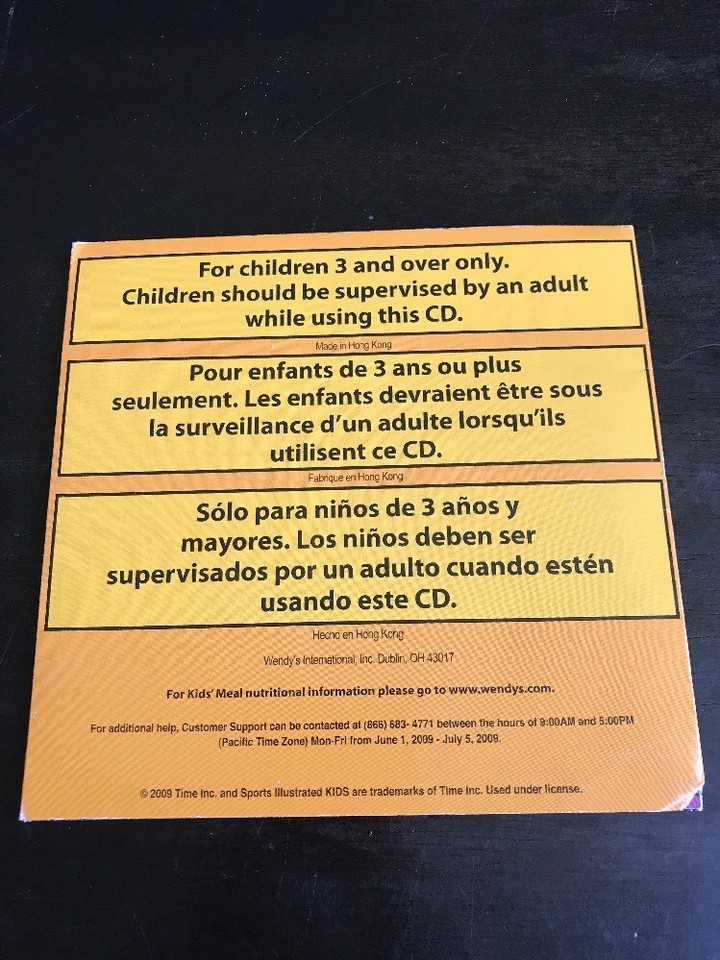 For children 3 and over only.
Children should be supervised by an adult
while using this CD.
Made in Hong Kong
Pour enfants de 3 ans ou plus
seulement. Les enfants devraient être sous
la surveillance d'un adulte lorsqu'ils
utilisent ce CD.
Fabrique en Hong Kong
Sólo para niños de 3 años y
mayores. Los niños deben ser
supervisados por un adulto cuando estén
usando este CD.
Hecho en Hong Kong
Wendy's International, Inc. Dublin, OH 43017
For Kids' Meal nutritional information please go to www.wendys.com.
For additional help, Customer Support can be contacted at (866) 683- 4771 between the hours of 9:00AM and 5:00PM
(Pacific Time Zone) Mon-Fri from June 1, 2009 - July 5, 2009.
© 2009 Time Inc. and Sports Illustrated KIDS are trademarks of Time Inc. Used under license.